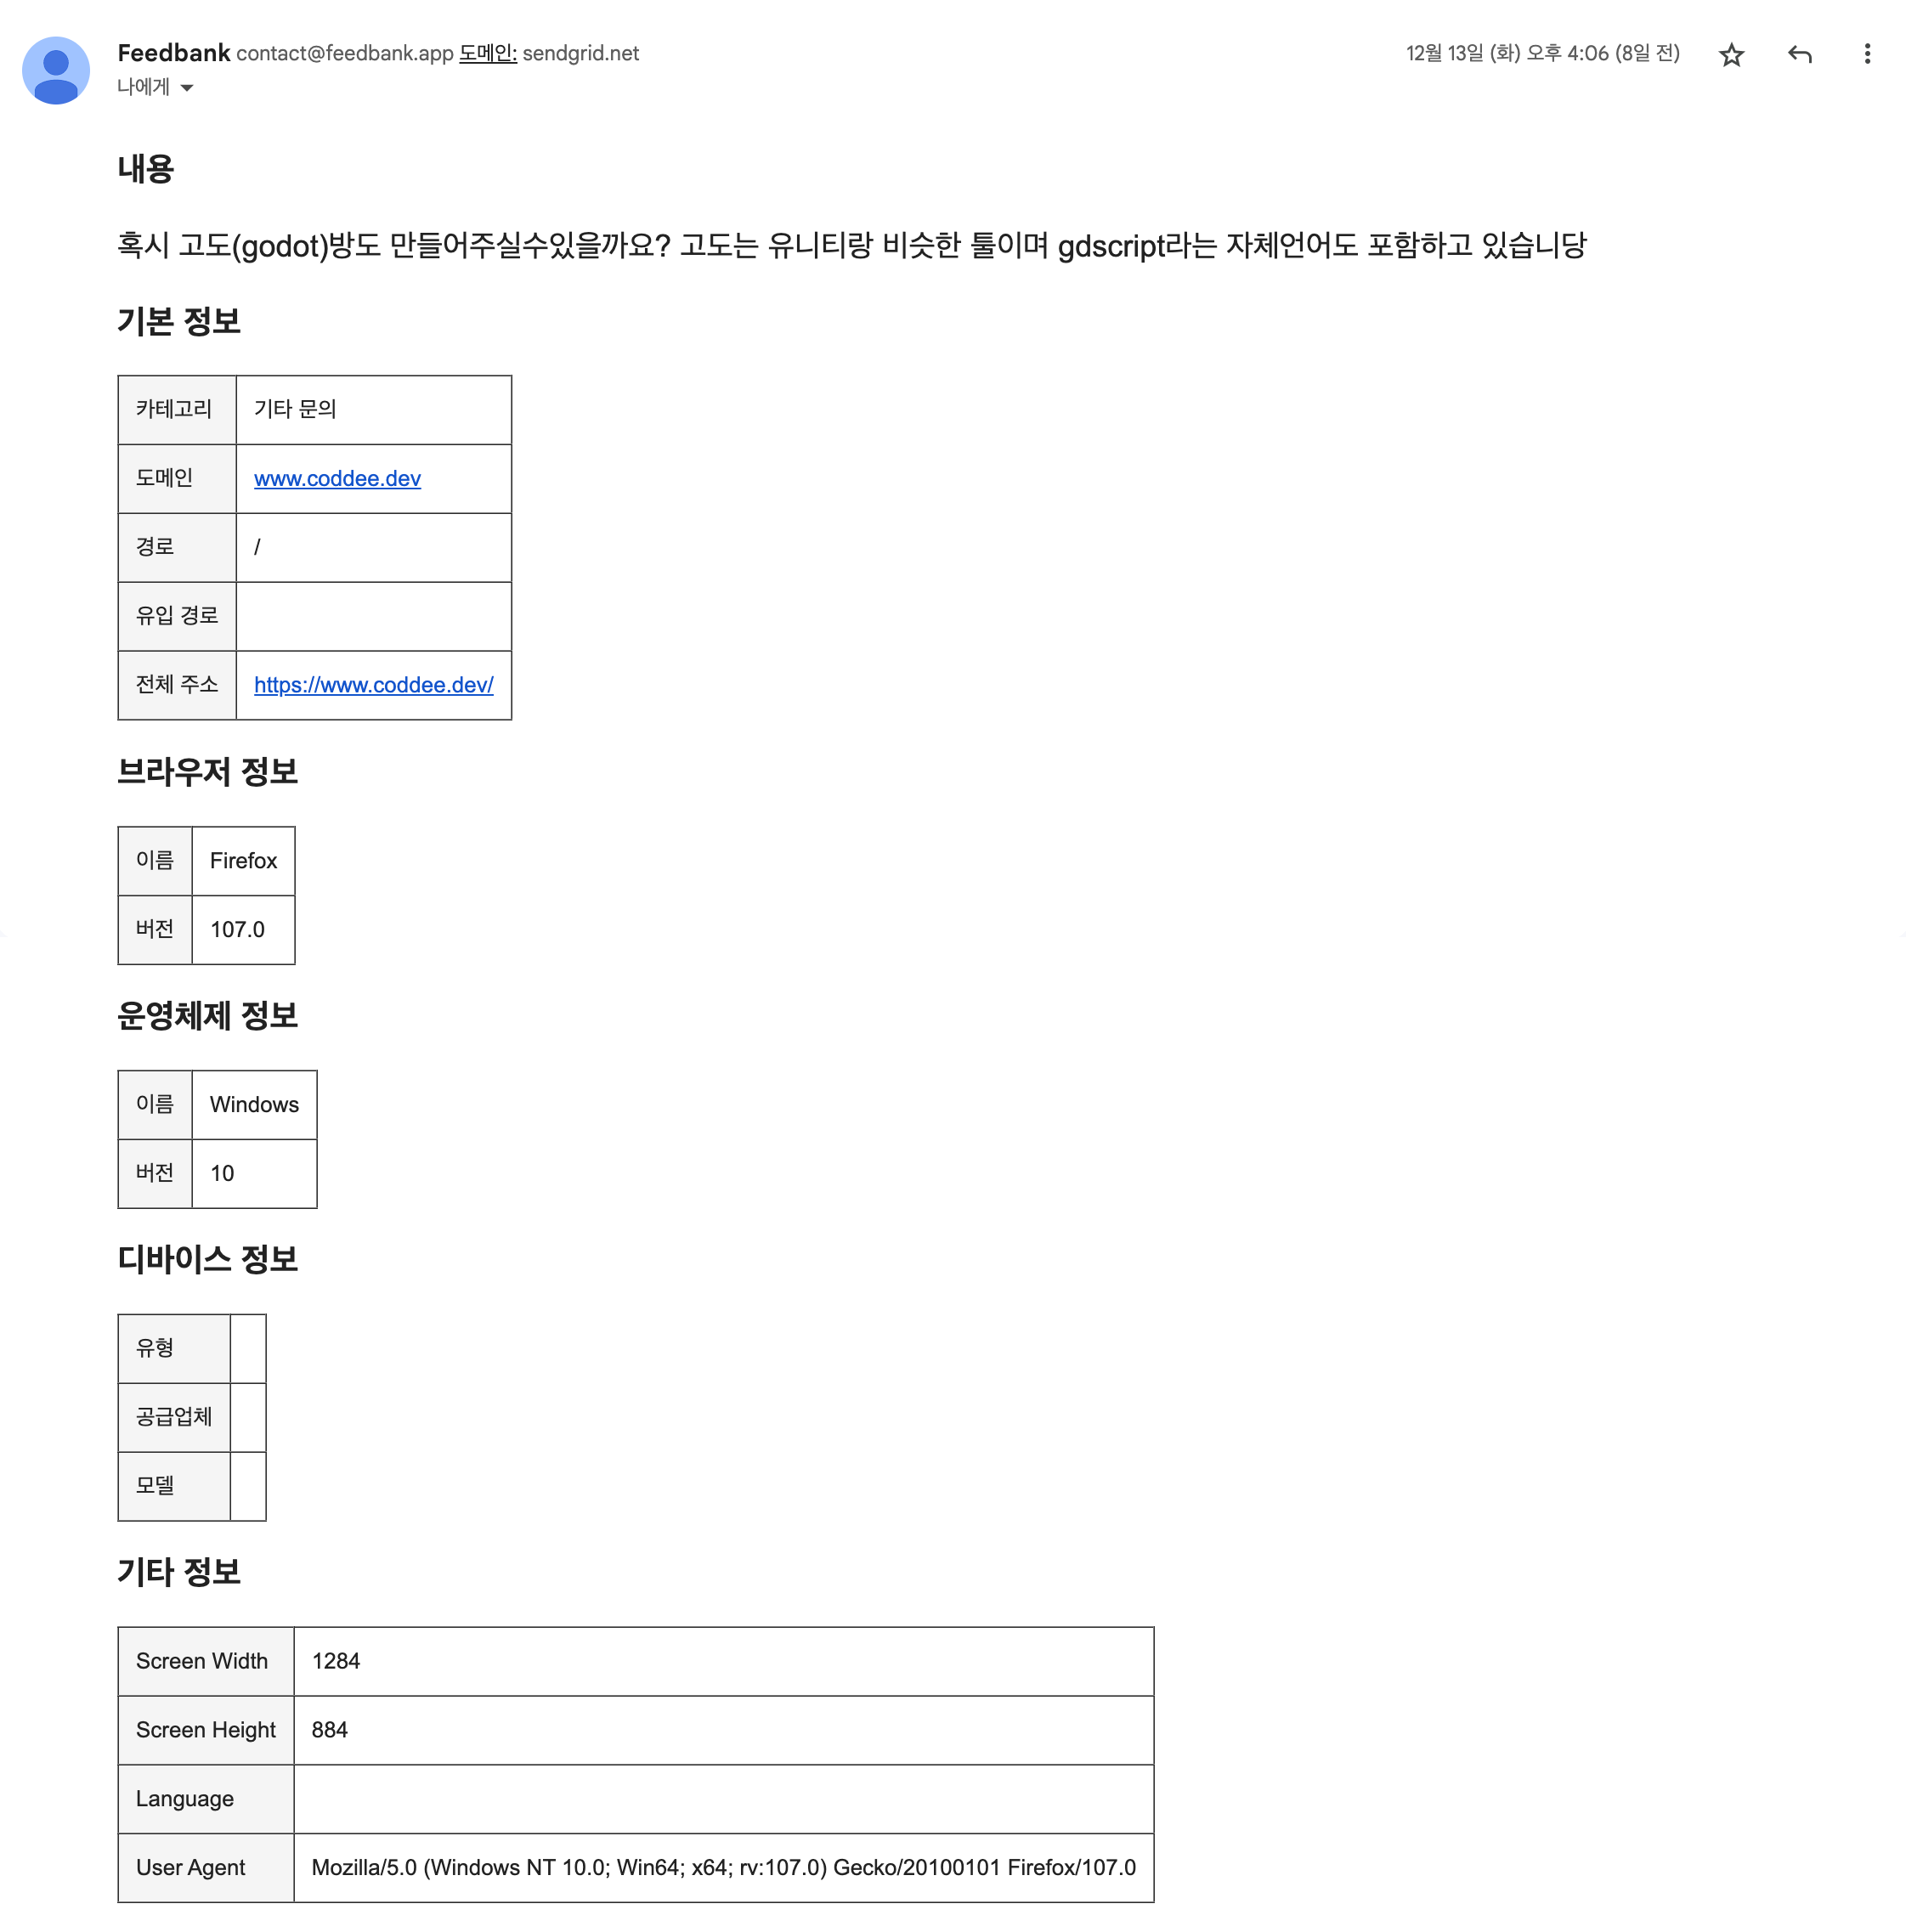 Feedbank contact@feedbank.app 도메인: sendgrid.net
12월 13일 (화) 오후 4:06 (8일 전)
나에게
내용
혹시 고도(godot)방도 만들어주실수있을까요? 고도는 유니티랑 비슷한 툴이며 gdscript라는 자체언어도 포함하고 있습니당
기본 정보
카테고리 기타 문의
도메인 www.coddee.dev
경로 /
유입 경로
전체 주소 https://www.coddee.dev/
브라우저 정보
이름 Firefox
버전 107.0
운영체제 정보
이름 Windows
버전 10
디바이스 정보
유형
공급업체
모델
기타 정보
Screen Width 1284
Screen Height 884
Language
User Agent Mozilla/5.0 (Windows NT 10.0; Win64; x64; rv:107.0) Gecko/20100101 Firefox/107.0